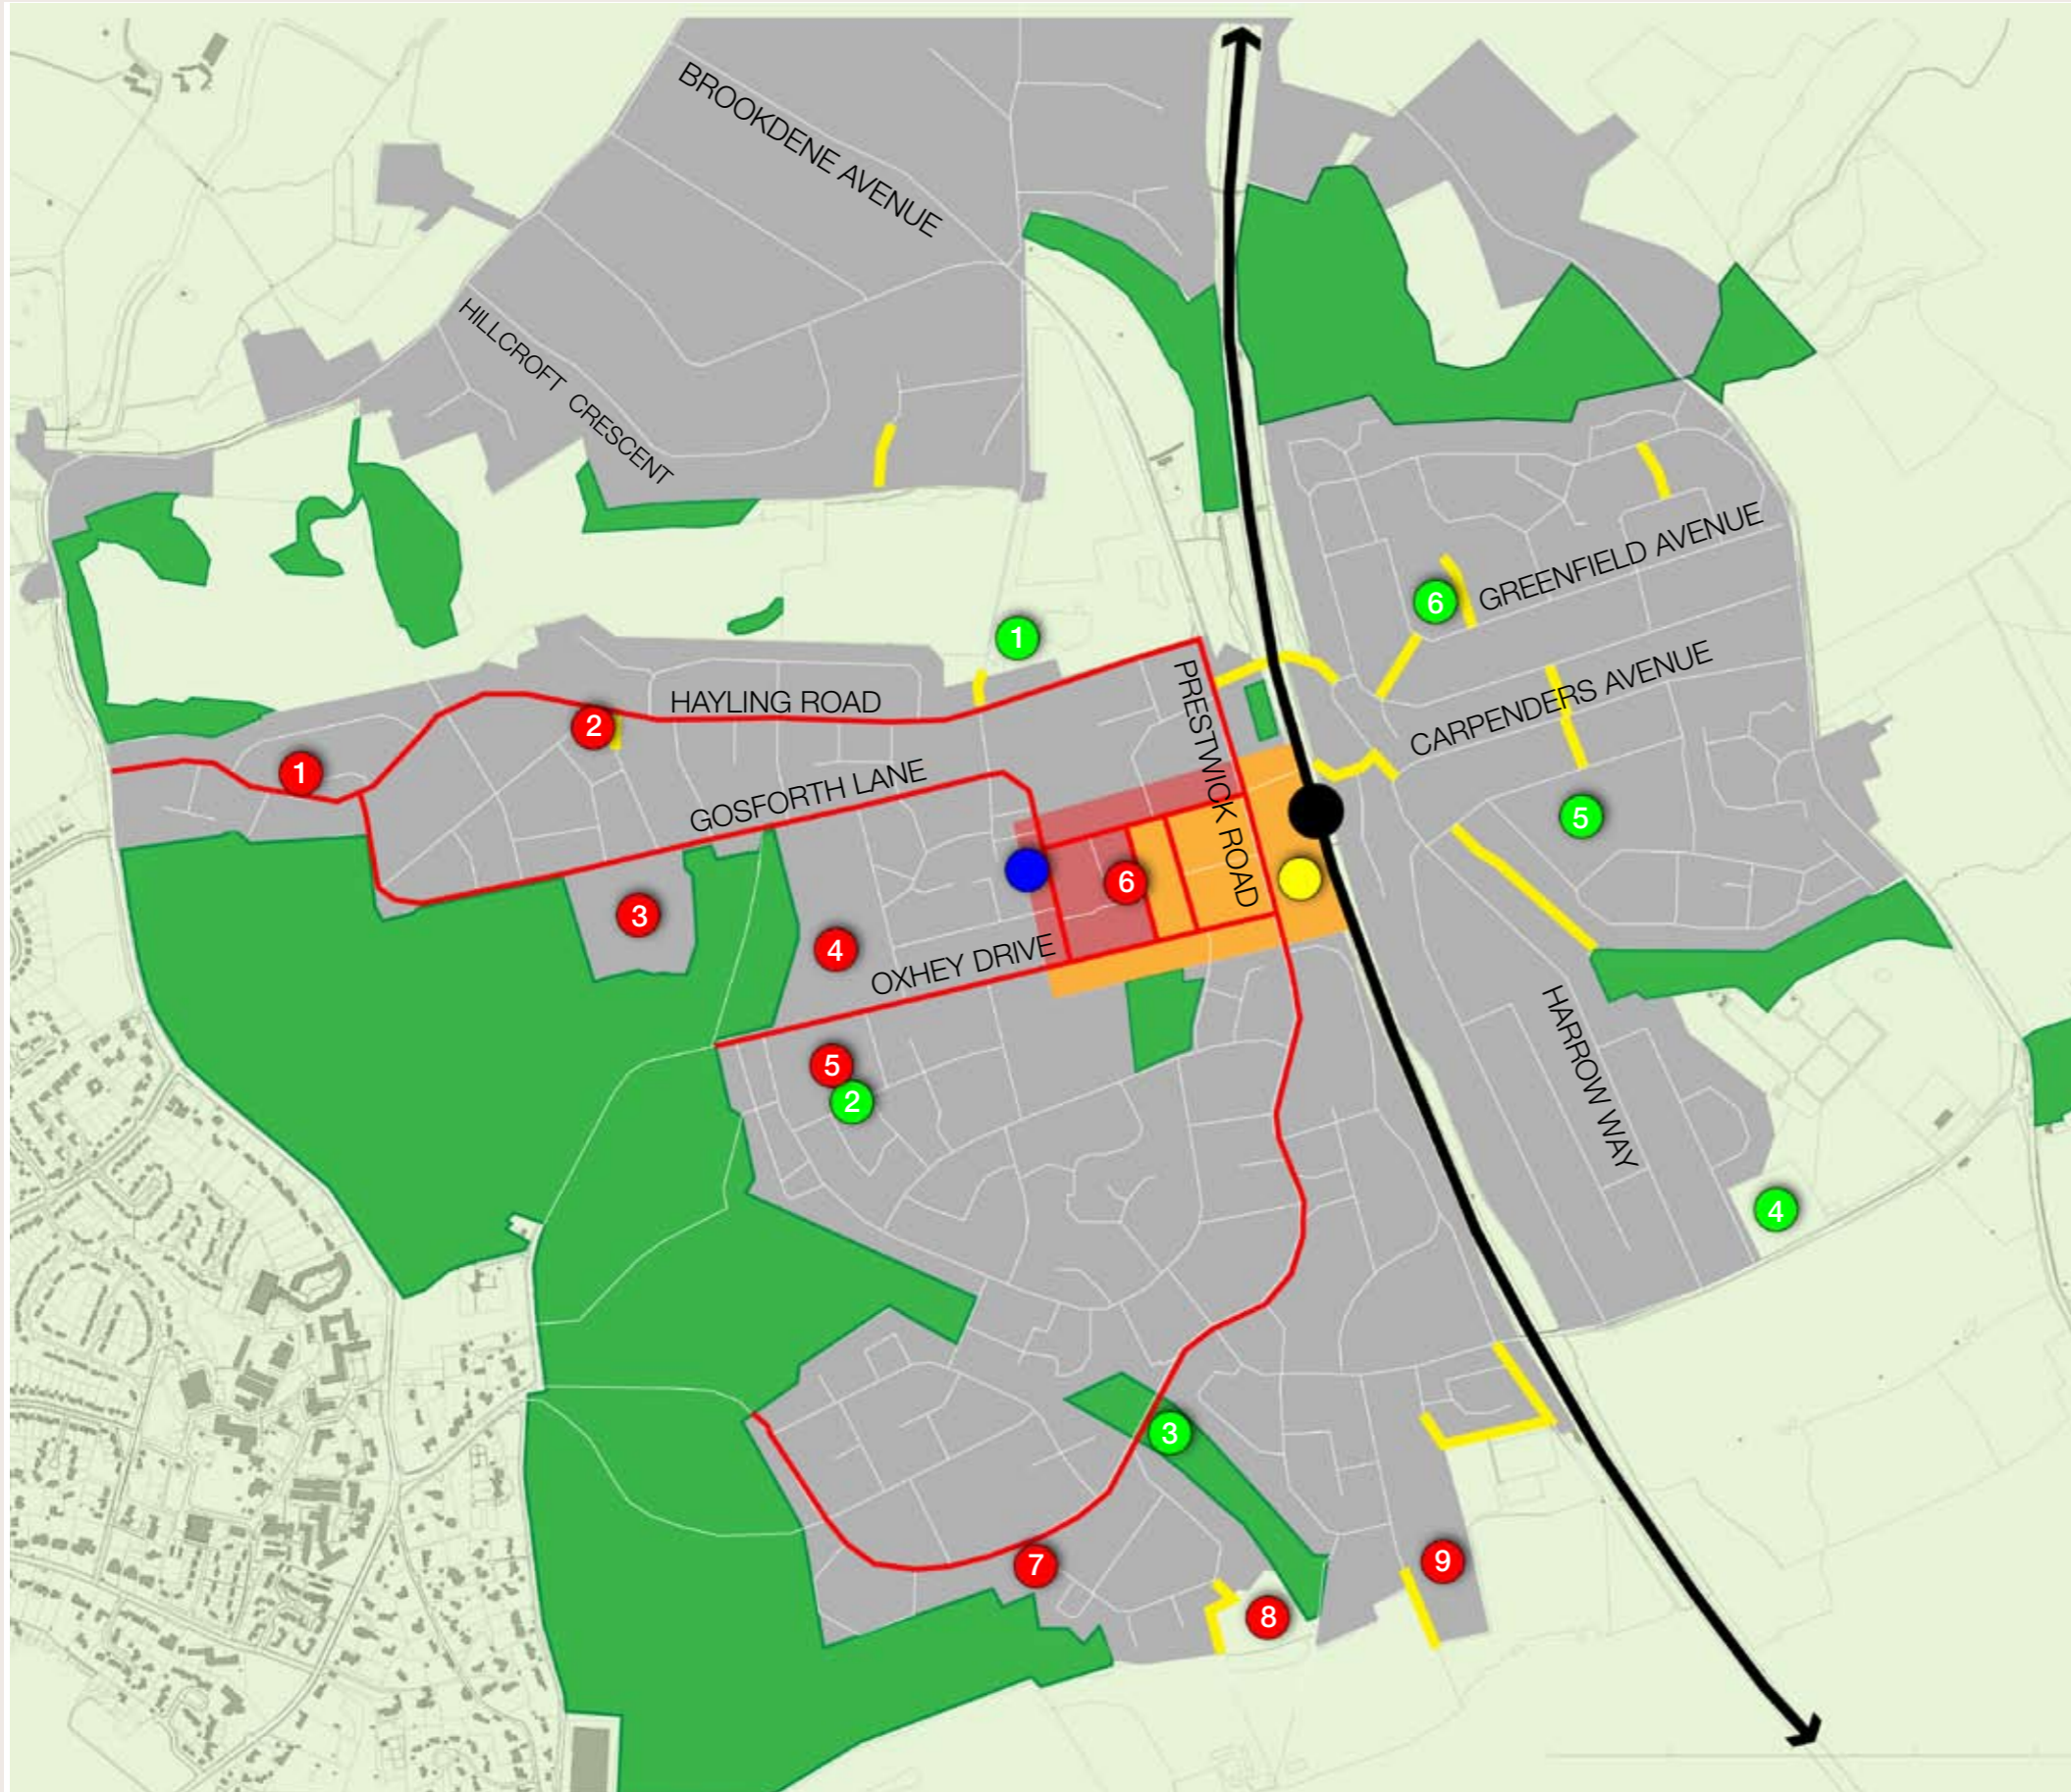 BROOKDENE AVENUE
HILLCROFT CRESCENT
GREENFIELD AVENUE
6
1
CARPENDERS AVENUE
PRESTWICK ROAD
HAYLING ROAD
2
1
GOSFORTH LANE
5
6
3
4
OXHEY DRIVE
HARROW WAY
5
2
4
3
7
9
8